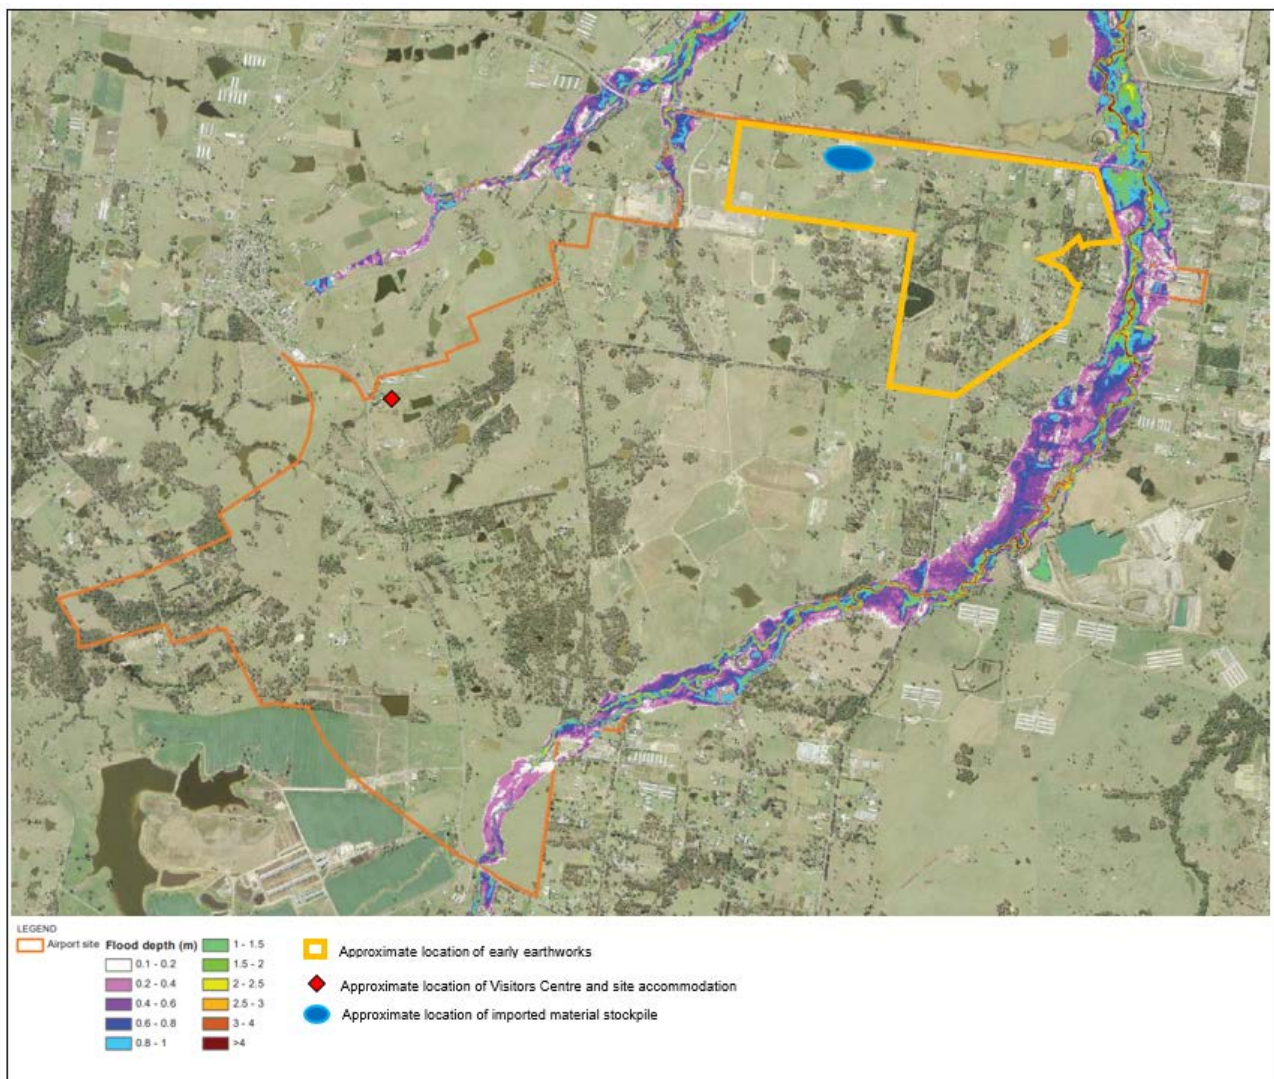 LEGEND
Airport site
Flood depth (m)
0.1 - 0.2
0.2 - 0.4
0.4 - 0.6
0.6 - 0.8
0.8 - 1
1 - 1.5
1.5 - 2
2 - 2.5
2.5 - 3
3 - 4
>4
Approximate location of early earthworks
Approximate location of Visitors Centre and site accommodation
Approximate location of imported material stockpile